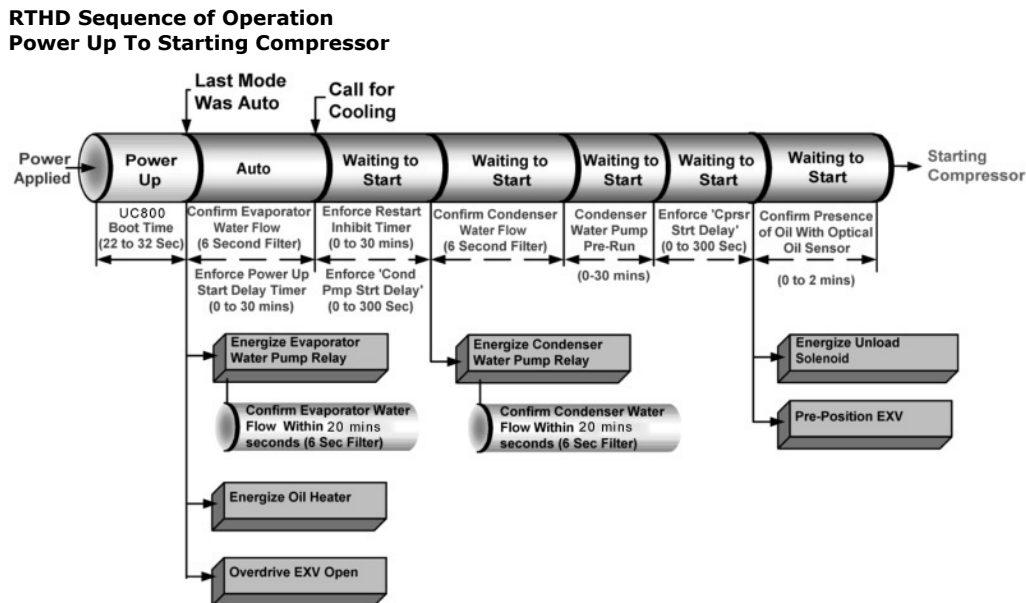 RTHD Sequence of Operation
Power Up To Starting Compressor
Last Mode
Was Auto
Call for
Cooling
Power
Applied
Power
Up
Auto
Waiting to
Start
Waiting to
Start
Waiting to
Start
Waiting to
Start
Waiting to
Start
Starting
Compressor
UC800
Boot Time
(22 to 32 Sec)
Confirm Evaporator
Water Flow
(6 Second Filter)
Enforce Power Up
Start Delay Timer
(0 to 30 mins)
Enforce Restart
Inhibit Timer
(0 to 30 mins)
Enforce 'Cond
Pmp Strt Delay'
(0 to 300 Sec)
Confirm Condenser
Water Flow
(6 Second Filter)
Condenser
Water Pump
Pre-Run
(0-30 mins)
Enforce 'Cprsr
Strt Delay'
(0 to 300 Sec)
Confirm Presence
of Oil With Optical
Oil Sensor
(0 to 2 mins)
Energize Evaporator
Water Pump Relay
Confirm Evaporator Water
Flow Within 20 mins
seconds (6 Sec Filter)
Energize Oil Heater
Overdrive EXV Open
Energize Condenser
Water Pump Relay
Confirm Condenser Water
Flow Within 20 mins
seconds (6 Sec Filter)
Energize Unload
Solenoid
Pre-Position EXV